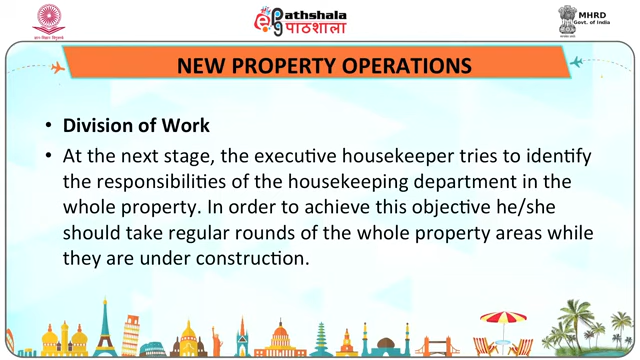 Pathshala
पाठशाला
MHRD
Govt. of India
NEW PROPERTY OPERATIONS
• Division of Work
• At the next stage, the executive housekeeper tries to identify
the responsibilities of the housekeeping department in the
whole property. In order to achieve this objective he/she
should take regular rounds of the whole property areas while
they are under construction.